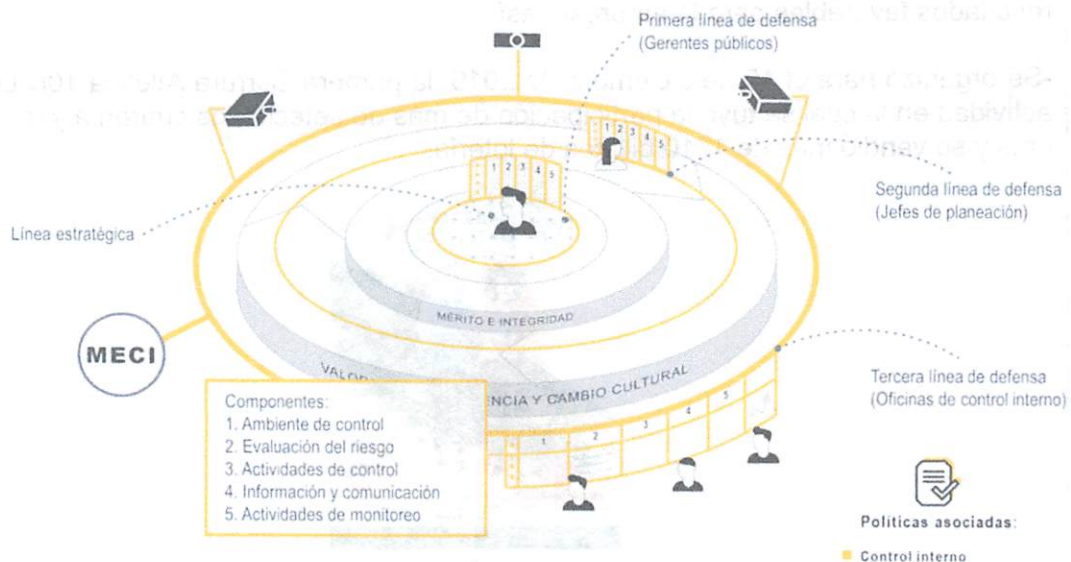 Primera línea de defensa
(Gerentes públicos)
1 2 3 4 5
1 2 3 4 5
Segunda línea de defensa
(Jefes de planeación)
Línea estratégica
MÉRITO E INTEGRIDAD
MECI
NCIA Y CAMBIO CULTURAL
Tercera línea de defensa
(Oficinas de control interno)
1 2 3 4 5
Componentes:
1. Ambiente de control
2. Evaluación del riesgo
3. Actividades de control
4. Información y comunicación
5. Actividades de monitoreo
Políticas asociadas:
Control interno